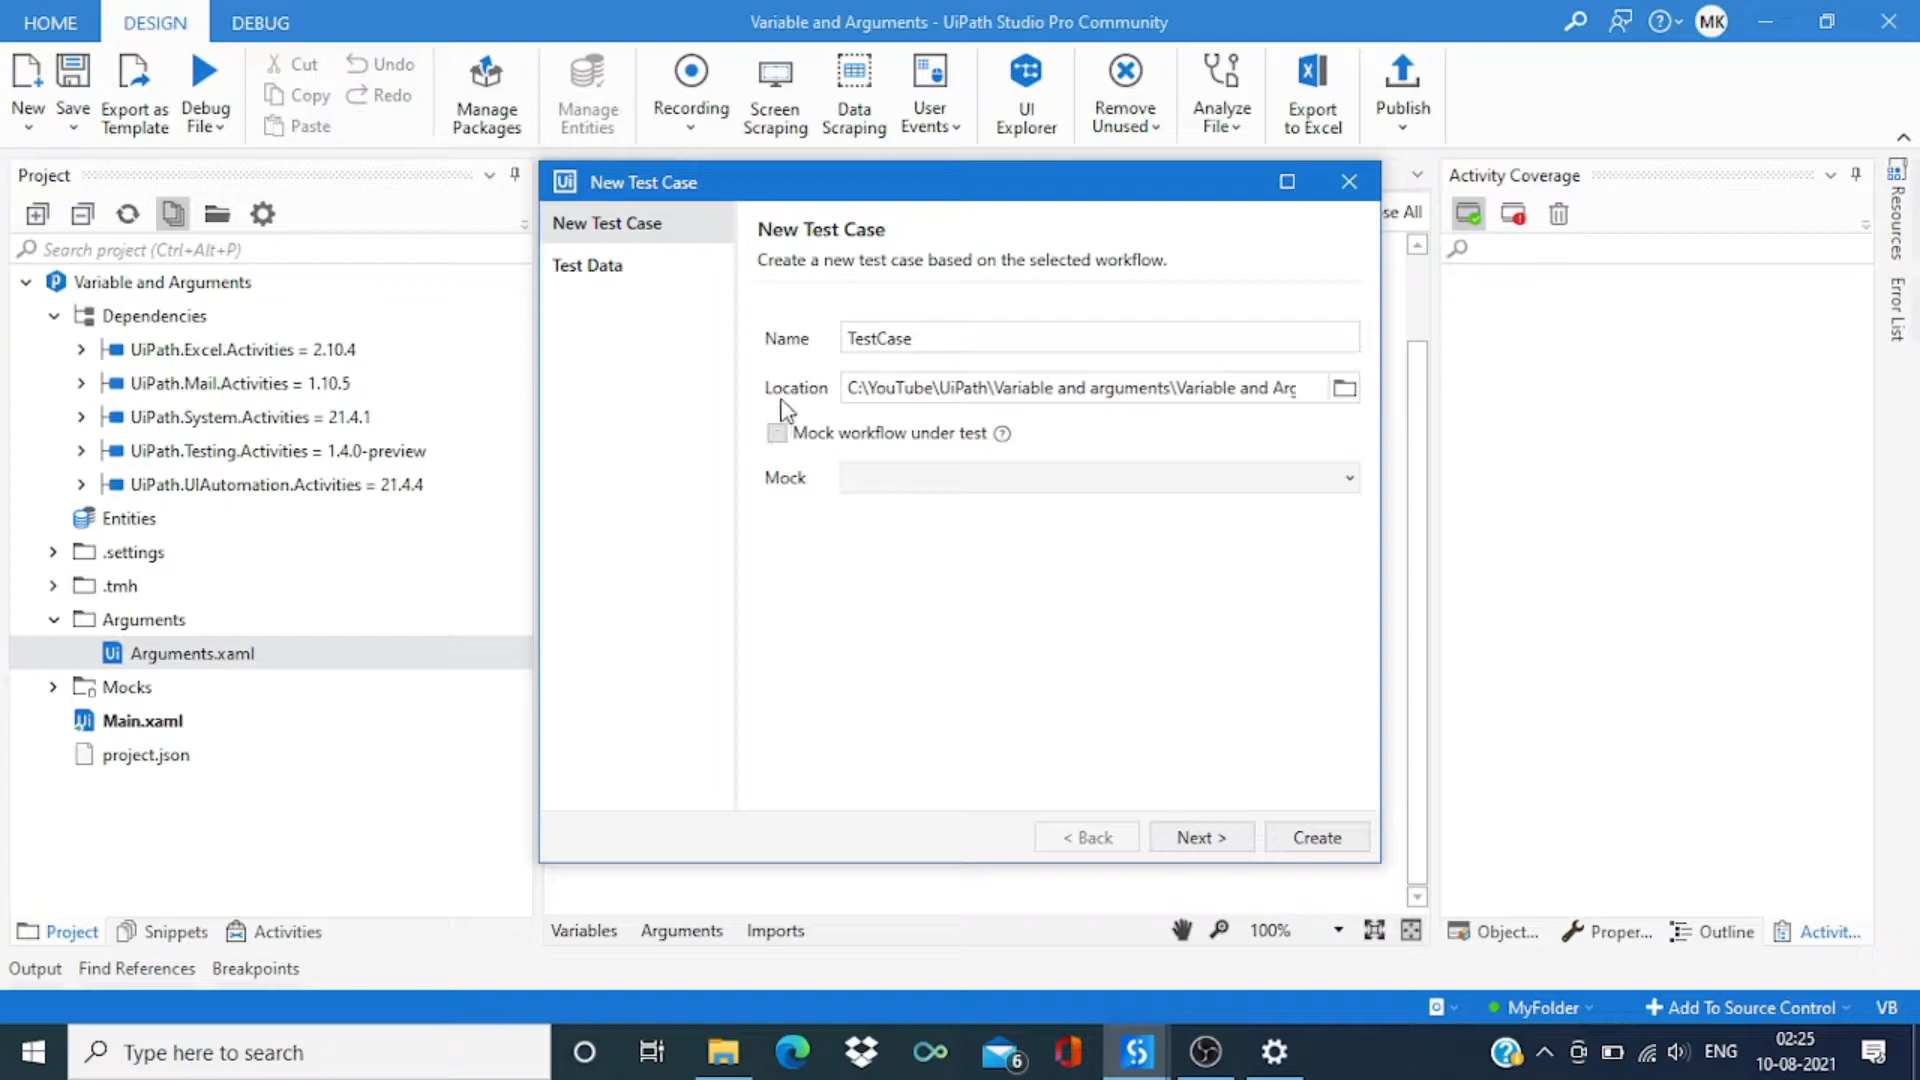 HOME DESIGN DEBUG Variable and Arguments - UiPath Studio Pro Community MK
New Save Export as Template Debug File Cut Copy Paste Undo Redo Manage Packages Manage Entities Recording Screen Scraping Data Scraping User Events UI Explorer Remove Unused Analyze File Export to Excel Publish
Project
Search project (Ctrl+Alt+P)
Variable and Arguments
Dependencies
UiPath.Excel.Activities = 2.10.4
UiPath.Mail.Activities = 1.10.5
UiPath.System.Activities = 21.4.1
UiPath.Testing.Activities = 1.4.0-preview
UiPath.UIAutomation.Activities = 21.4.4
Entities
.settings
.tmh
Arguments
Arguments.xaml
Mocks
Main.xaml
project.json
Project Snippets Activities
Ui New Test Case
New Test Case
Test Data
New Test Case
Create a new test case based on the selected workflow.
Name TestCase
Location C:\YouTube\UiPath\Variable and arguments\Variable and Arg
Mock workflow under test
Mock
< Back Next > Create
se All
Variables Arguments Imports 100%
Activity Coverage
Resources
Error List
Object... Proper... Outline Activit...
Output Find References Breakpoints
MyFolder Add To Source Control VB
Type here to search 6 ENG 02:25
10-08-2021